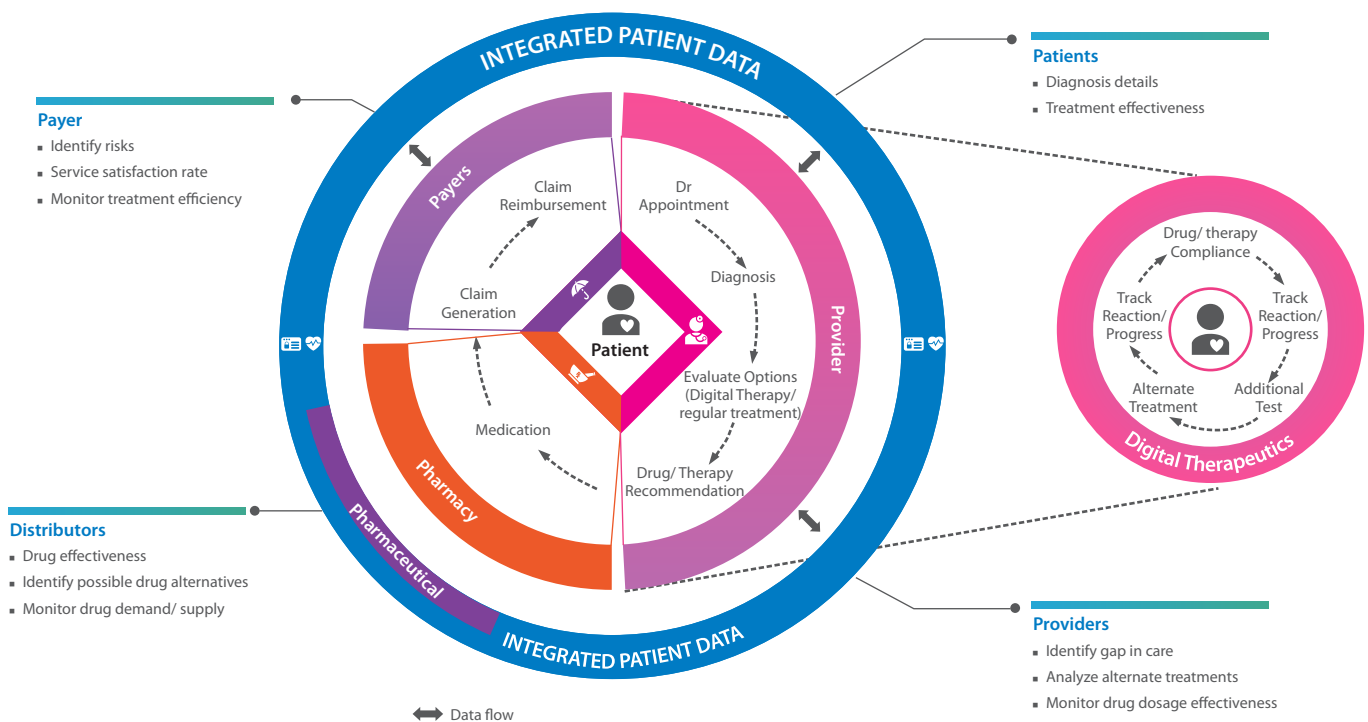 INTEGRATED PATIENT DATA
Patients
▪ Diagnosis details
▪ Treatment effectiveness
Payer
▪ Identify risks
▪ Service satisfaction rate
▪ Monitor treatment efficiency
Payers
Claim
Reimbursement
Claim
Generation
Dr
Appointment
Diagnosis
Evaluate Options
(Digital Therapy/
regular treatment)
Drug/ Therapy
Recommendation
Provider
Patient
Medication
Pharmacy
Pharmaceutical
Drug/ therapy
Compliance
Track
Reaction/
Progress
Additional
Test
Alternate
Treatment
Track
Reaction/
Progress
Digital Therapeutics
Distributors
▪ Drug effectiveness
▪ Identify possible drug alternatives
▪ Monitor drug demand/ supply
INTEGRATED PATIENT DATA
Providers
▪ Identify gap in care
▪ Analyze alternate treatments
▪ Monitor drug dosage effectiveness
Data flow